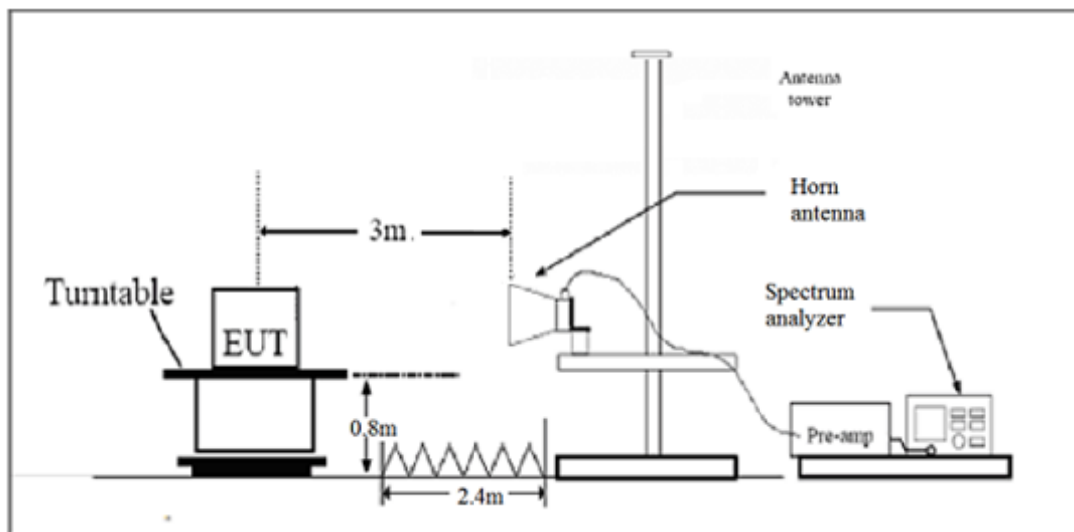 Antenna
tower
Horn
antenna
3m.
Turntable
EUT
Spectrum
analyzer
0.8m
Pre-amp
2.4m